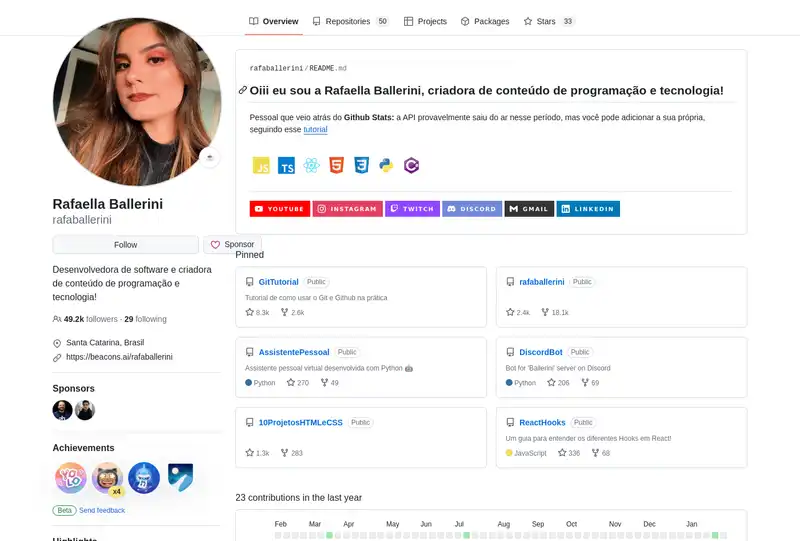 Overview
Repositories 50
Projects
Packages
Stars 33
Rafaella Ballerini
rafaballerini
Follow
Sponsor
Desenvolvedora de software e criadora
de conteúdo de programação e
tecnologia!
49.2k followers · 29 following
Santa Catarina, Brasil
https://beacons.ai/rafaballerini
Sponsors
Achievements
YOLO
x4
Beta Send feedback
Highlights
rafaballerini/README.md
Oiii eu sou a Rafaella Ballerini, criadora de conteúdo de programação e tecnologia!
Pessoal que veio atrás do Github Stats: a API provavelmente saiu do ar nesse período, mas você pode adicionar a sua própria,
seguindo esse tutorial
JS TS 5 3
YOUTUBE INSTAGRAM TWITCH DISCORD GMAIL LINKEDIN
Pinned
GitTutorial Public
Tutorial de como usar o Git e Github na prática
8.3k 2.6k
rafaballerini Public
2.4k 18.1k
AssistentePessoal Public
Assistente pessoal virtual desenvolvida com Python
Python 270 49
DiscordBot Public
Bot for 'Ballerini' server on Discord
Python 206 69
10ProjetosHTMLeCSS Public
1.3k 283
ReactHooks Public
Um guia para entender os diferentes Hooks em React!
JavaScript 336 68
23 contributions in the last year
Feb Mar Apr May Jun Jul Aug Sep Oct Nov Dec Jan